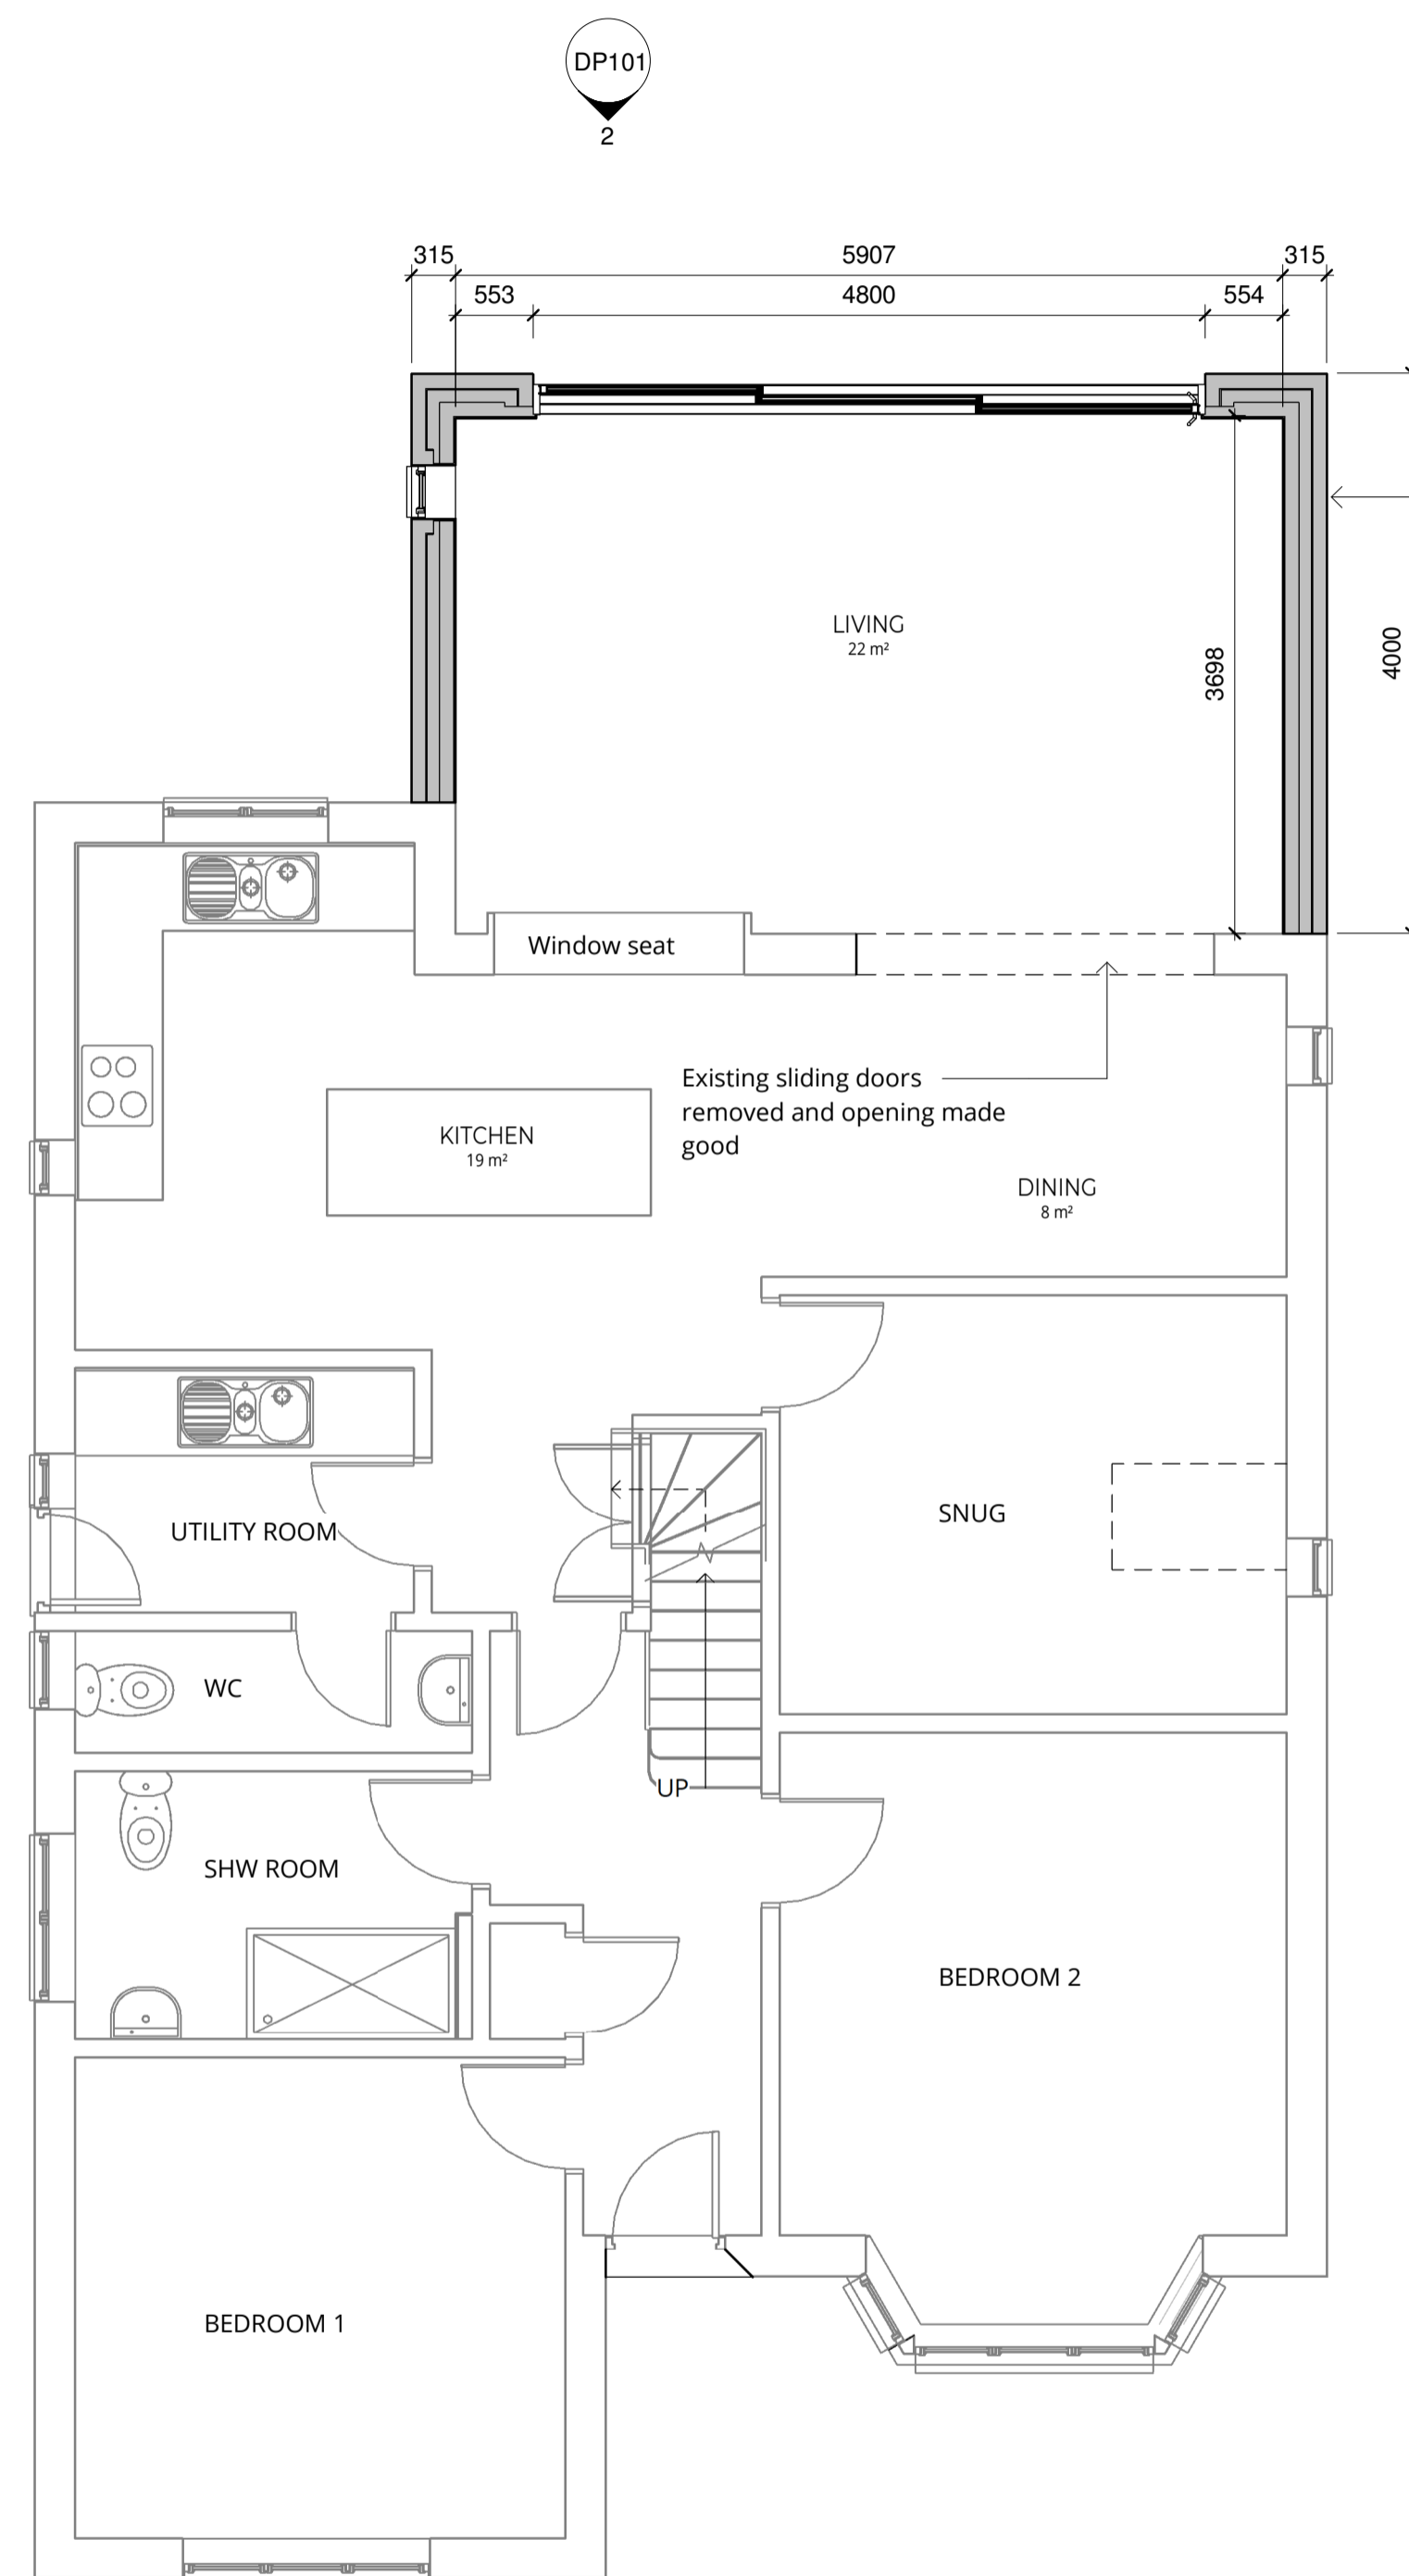 DP101
2
315
5907
315
553
4800
554
LIVING
22 m²
3698
4000
Window seat
Existing sliding doors
removed and opening made
good
KITCHEN
19 m²
DINING
8 m²
SNUG
UTILITY ROOM
WC
UP
SHW ROOM
BEDROOM 2
BEDROOM 1